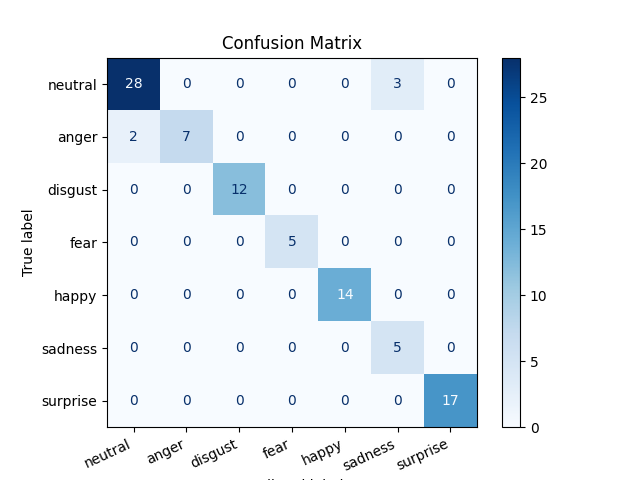 Confusion Matrix
True label
neutral 28 0 0 0 0 3 0
anger 2 7 0 0 0 0 0
disgust 0 0 12 0 0 0 0
fear 0 0 0 5 0 0 0
happy 0 0 0 0 14 0 0
sadness 0 0 0 0 0 5 0
surprise 0 0 0 0 0 0 17
neutral anger disgust fear happy sadness surprise
25
20
15
10
5
0